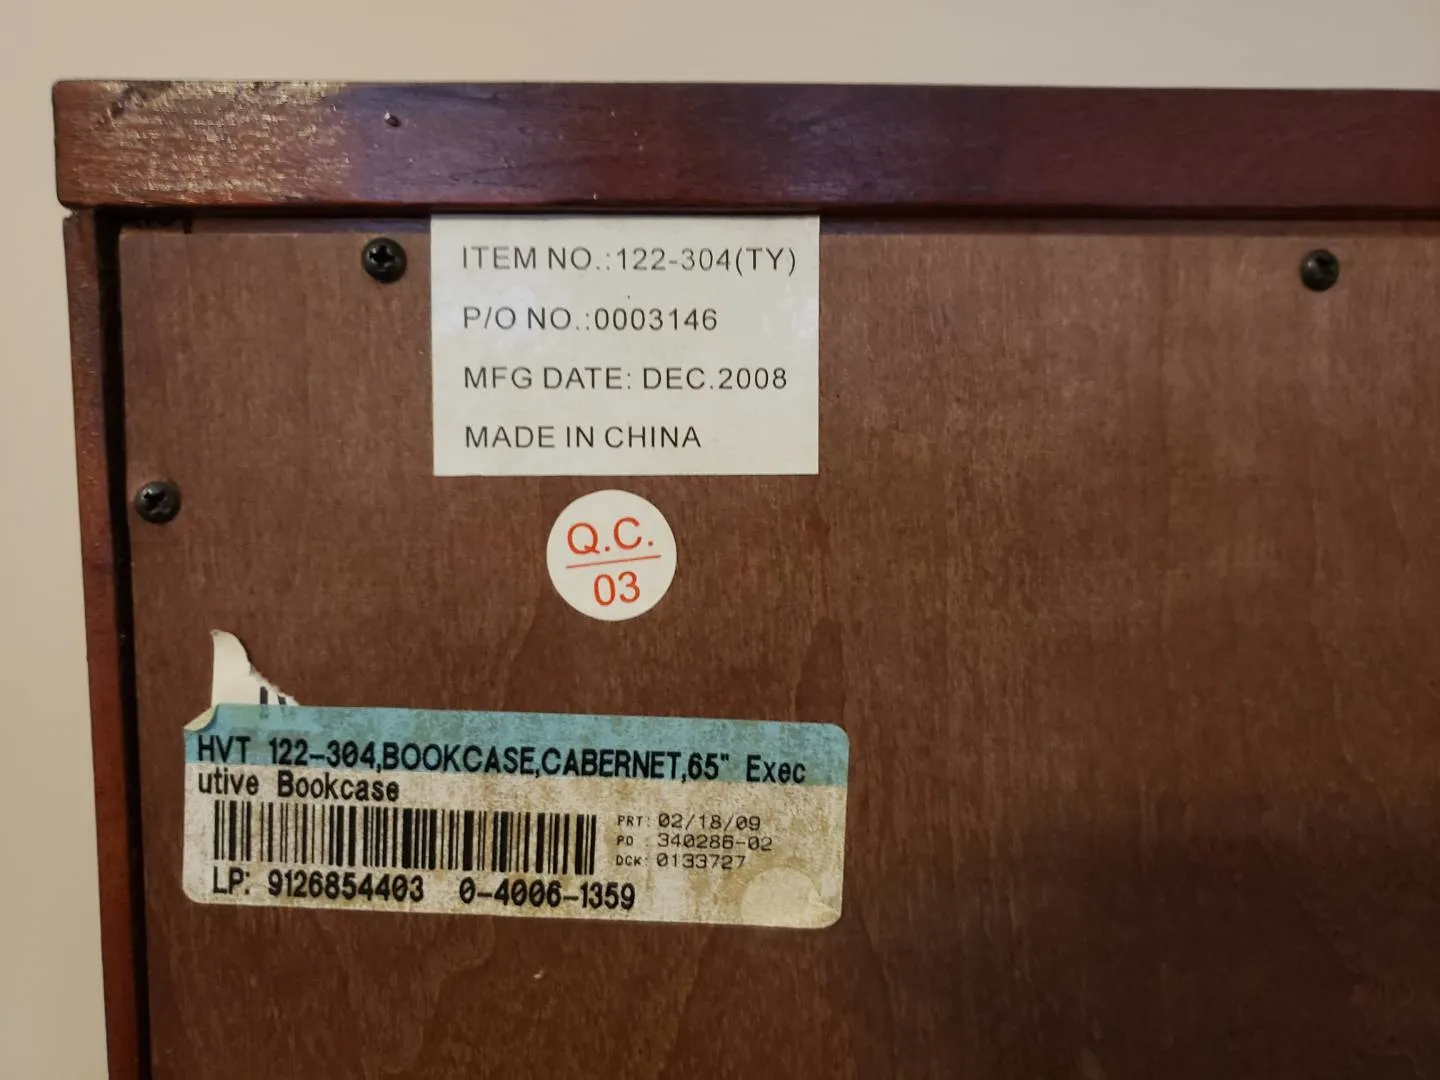 ITEM NO.:122-304(TY)
P/O NO.:0003146
MFG DATE: DEC.2008
MADE IN CHINA
Q.C.
03
HVT 122-304,BOOKCASE,CABERNET,65" Exec
utive Bookcase
PRT: 02/18/09
PO : 340286-02
DCK: 0133727
LP: 9126854403 0-4006-1359